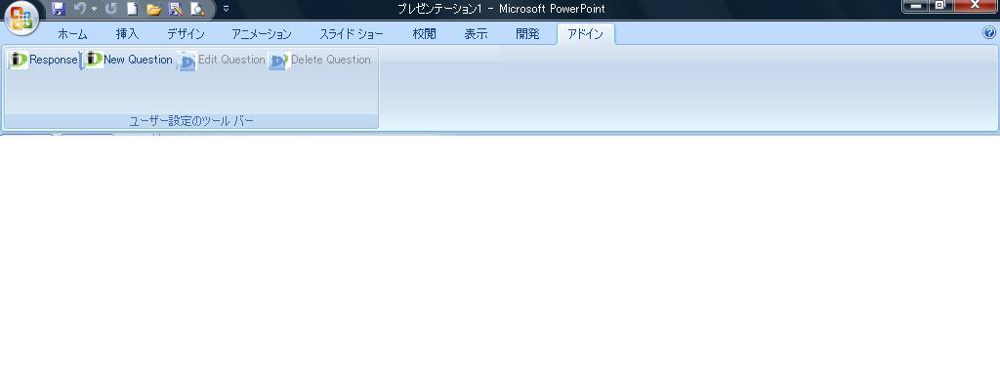 プレゼンテーション1 - Microsoft PowerPoint
ホーム 挿入 デザイン アニメーション スライド ショー 校閲 表示 開発 アドイン
Response New Question Edit Question Delete Question
ユーザー設定のツール バー